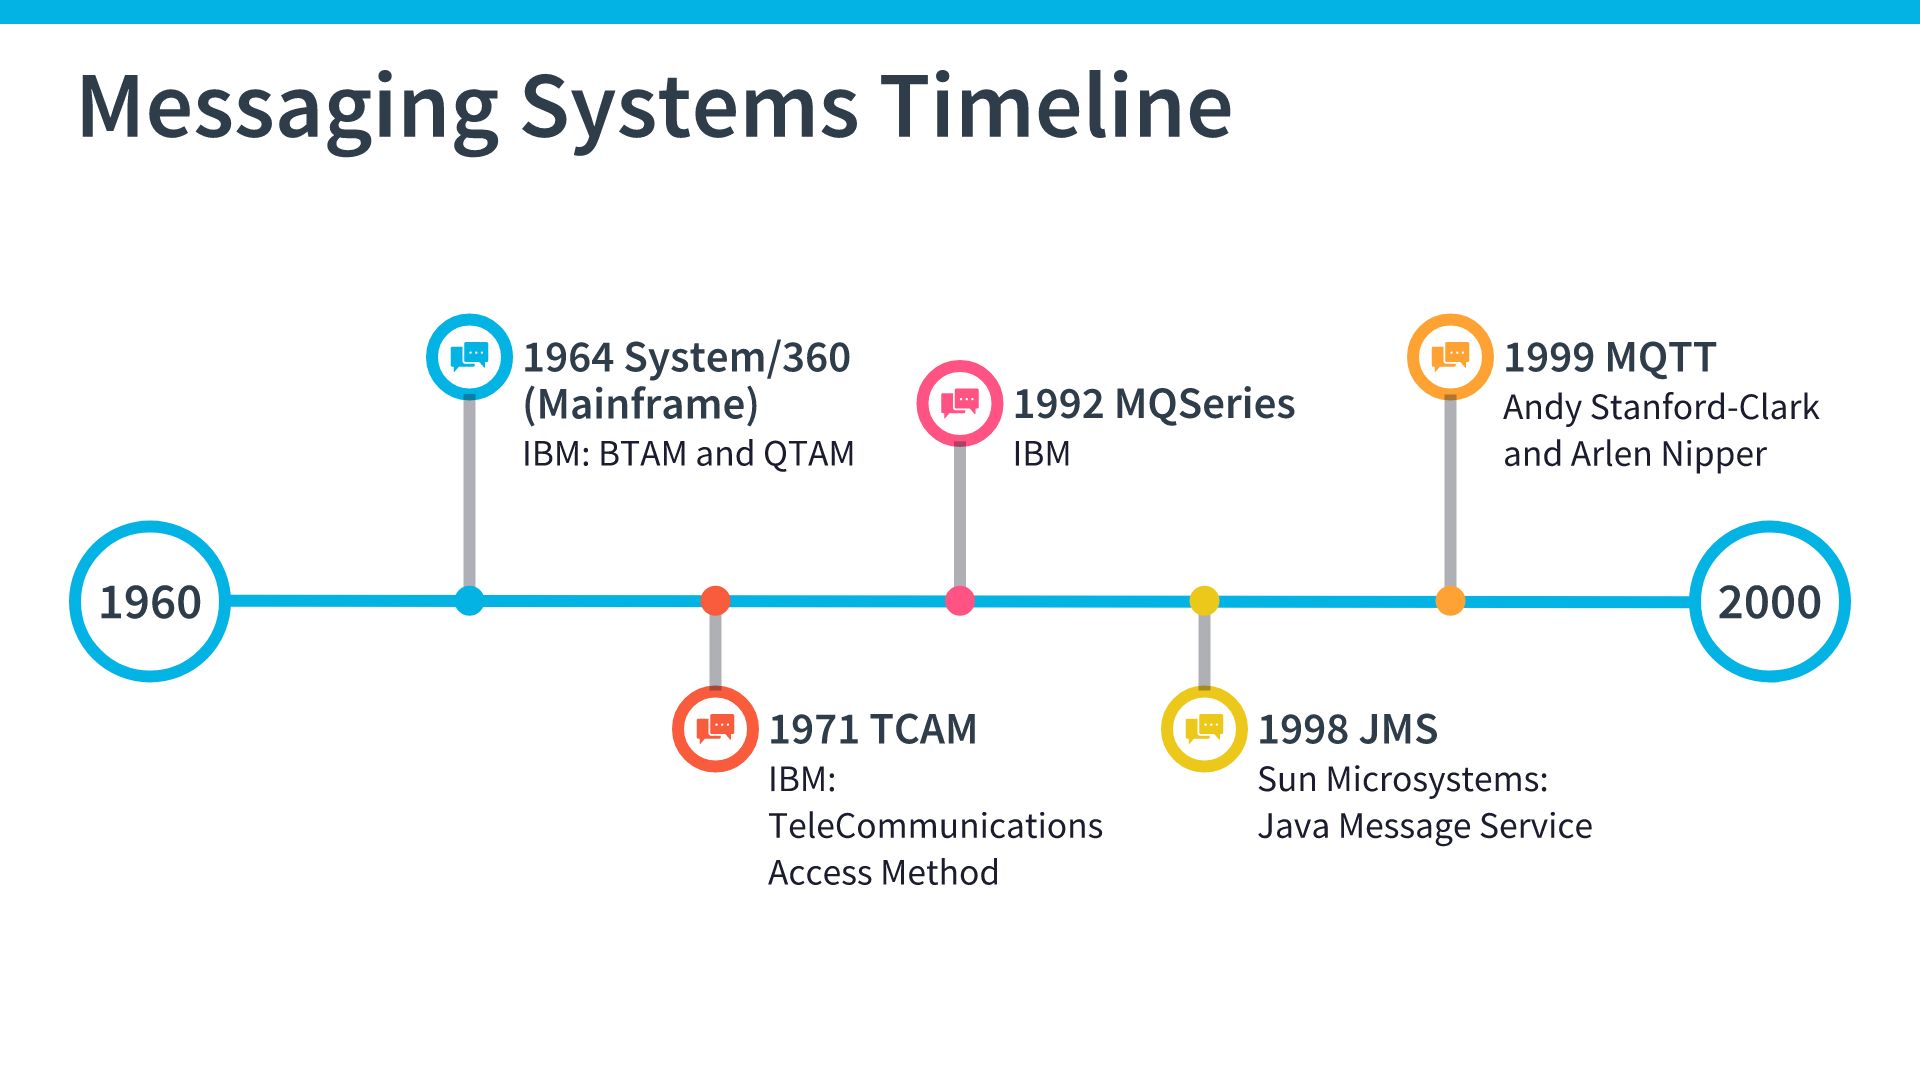 Messaging Systems Timeline
1964 System/360
(Mainframe)
IBM: BTAM and QTAM
1992 MQSeries
IBM
1999 MQTT
Andy Stanford-Clark
and Arlen Nipper
1960
2000
1971 TCAM
IBM:
TeleCommunications
Access Method
1998 JMS
Sun Microsystems:
Java Message Service